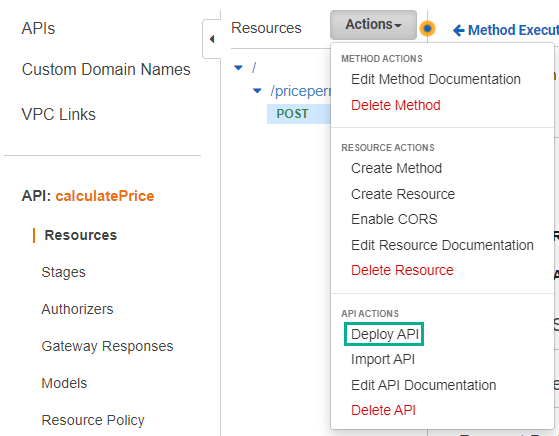 APIs
Custom Domain Names
VPC Links
API: calculatePrice
Resources
Stages
Authorizers
Gateway Responses
Models
Resource Policy
Resources
Actions
/
POST
METHOD ACTIONS
Edit Method Documentation
Delete Method
RESOURCE ACTIONS
Create Method
Create Resource
Enable CORS
Edit Resource Documentation
Delete Resource
API ACTIONS
Deploy API
Import API
Edit API Documentation
Delete API
Method